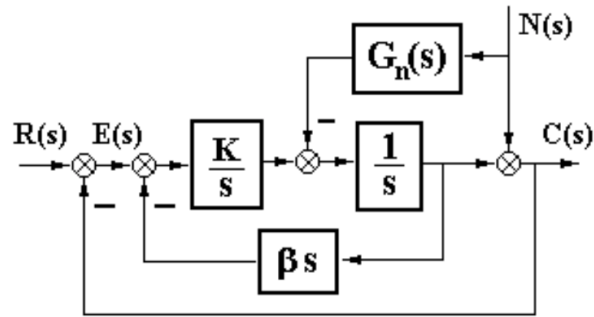 N(s)
Gn(s)
−
R(s) E(s) K/s 1/s C(s)
− −
βs